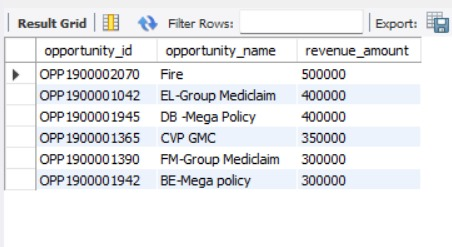 Result Grid Filter Rows: Export:
opportunity_id opportunity_name revenue_amount
OPP1900002070 Fire 500000
OPP1900001042 EL-Group Mediclaim 400000
OPP1900001945 DB -Mega Policy 400000
OPP1900001365 CVP GMC 350000
OPP1900001390 FM-Group Mediclaim 300000
OPP1900001942 BE-Mega policy 300000